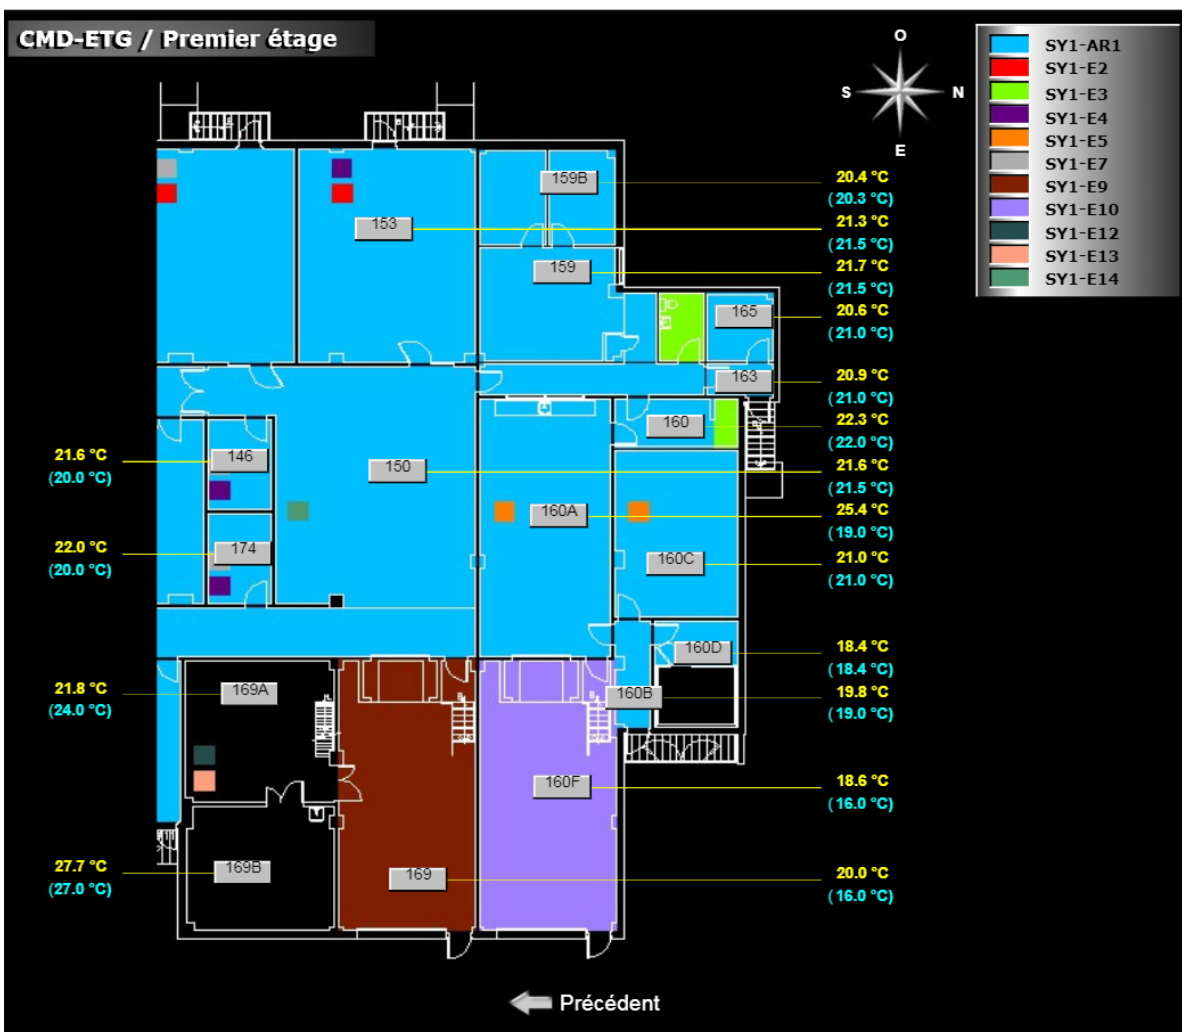 CMD-ETG / Premier étage
O
S
N
E
SY1-AR1
SY1-E2
SY1-E3
SY1-E4
SY1-E5
SY1-E7
SY1-E9
SY1-E10
SY1-E12
SY1-E13
SY1-E14
159B
20.4 °C
(20.3 °C)
153
21.3 °C
(21.5 °C)
159
21.7 °C
(21.5 °C)
165
20.6 °C
(21.0 °C)
163
20.9 °C
(21.0 °C)
160
22.3 °C
(22.0 °C)
21.6 °C
(20.0 °C)
146
150
21.6 °C
(21.5 °C)
160A
25.4 °C
(19.0 °C)
22.0 °C
(20.0 °C)
174
160C
21.0 °C
(21.0 °C)
160D
18.4 °C
(18.4 °C)
21.8 °C
(24.0 °C)
169A
160B
19.8 °C
(19.0 °C)
160F
18.6 °C
(16.0 °C)
27.7 °C
(27.0 °C)
169B
169
20.0 °C
(16.0 °C)
Précédent